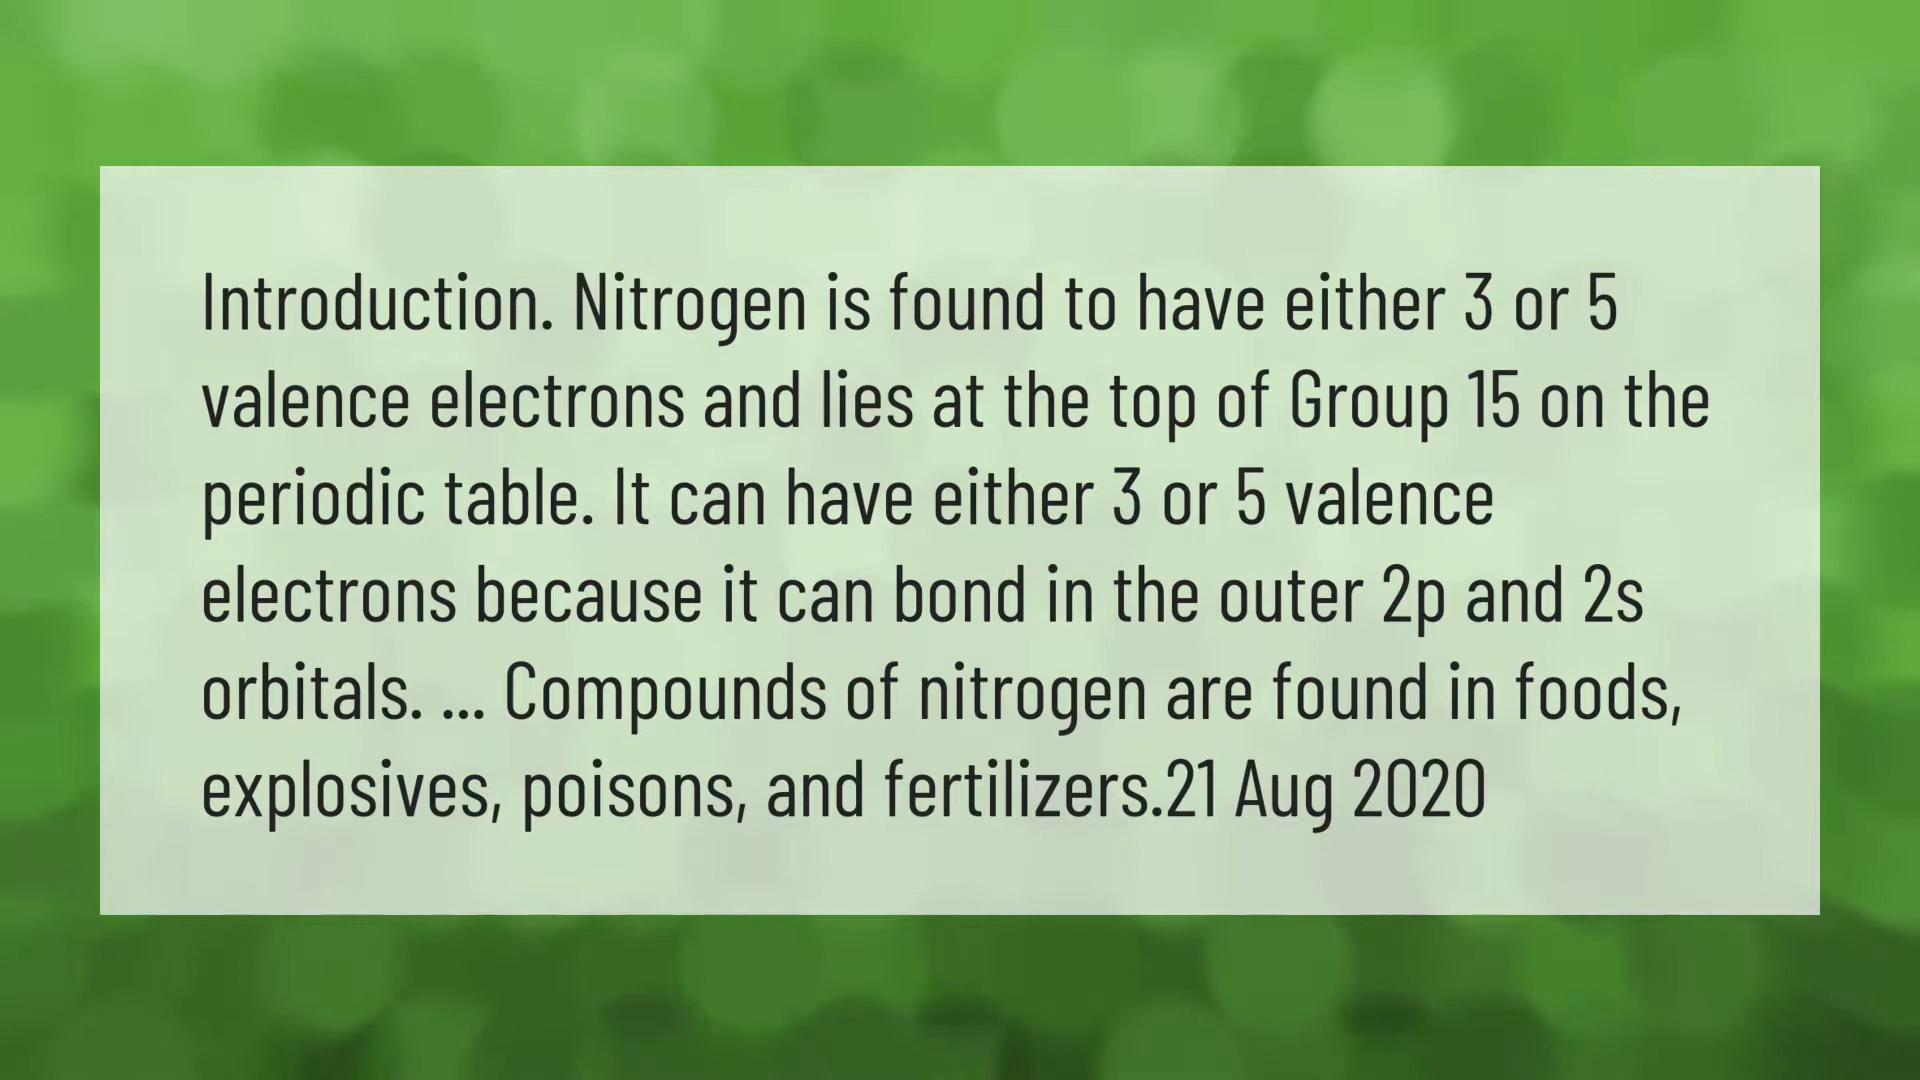 Introduction. Nitrogen is found to have either 3 or 5
valence electrons and lies at the top of Group 15 on the
periodic table. It can have either 3 or 5 valence
electrons because it can bond in the outer 2p and 2s
orbitals. ... Compounds of nitrogen are found in foods,
explosives, poisons, and fertilizers.21 Aug 2020